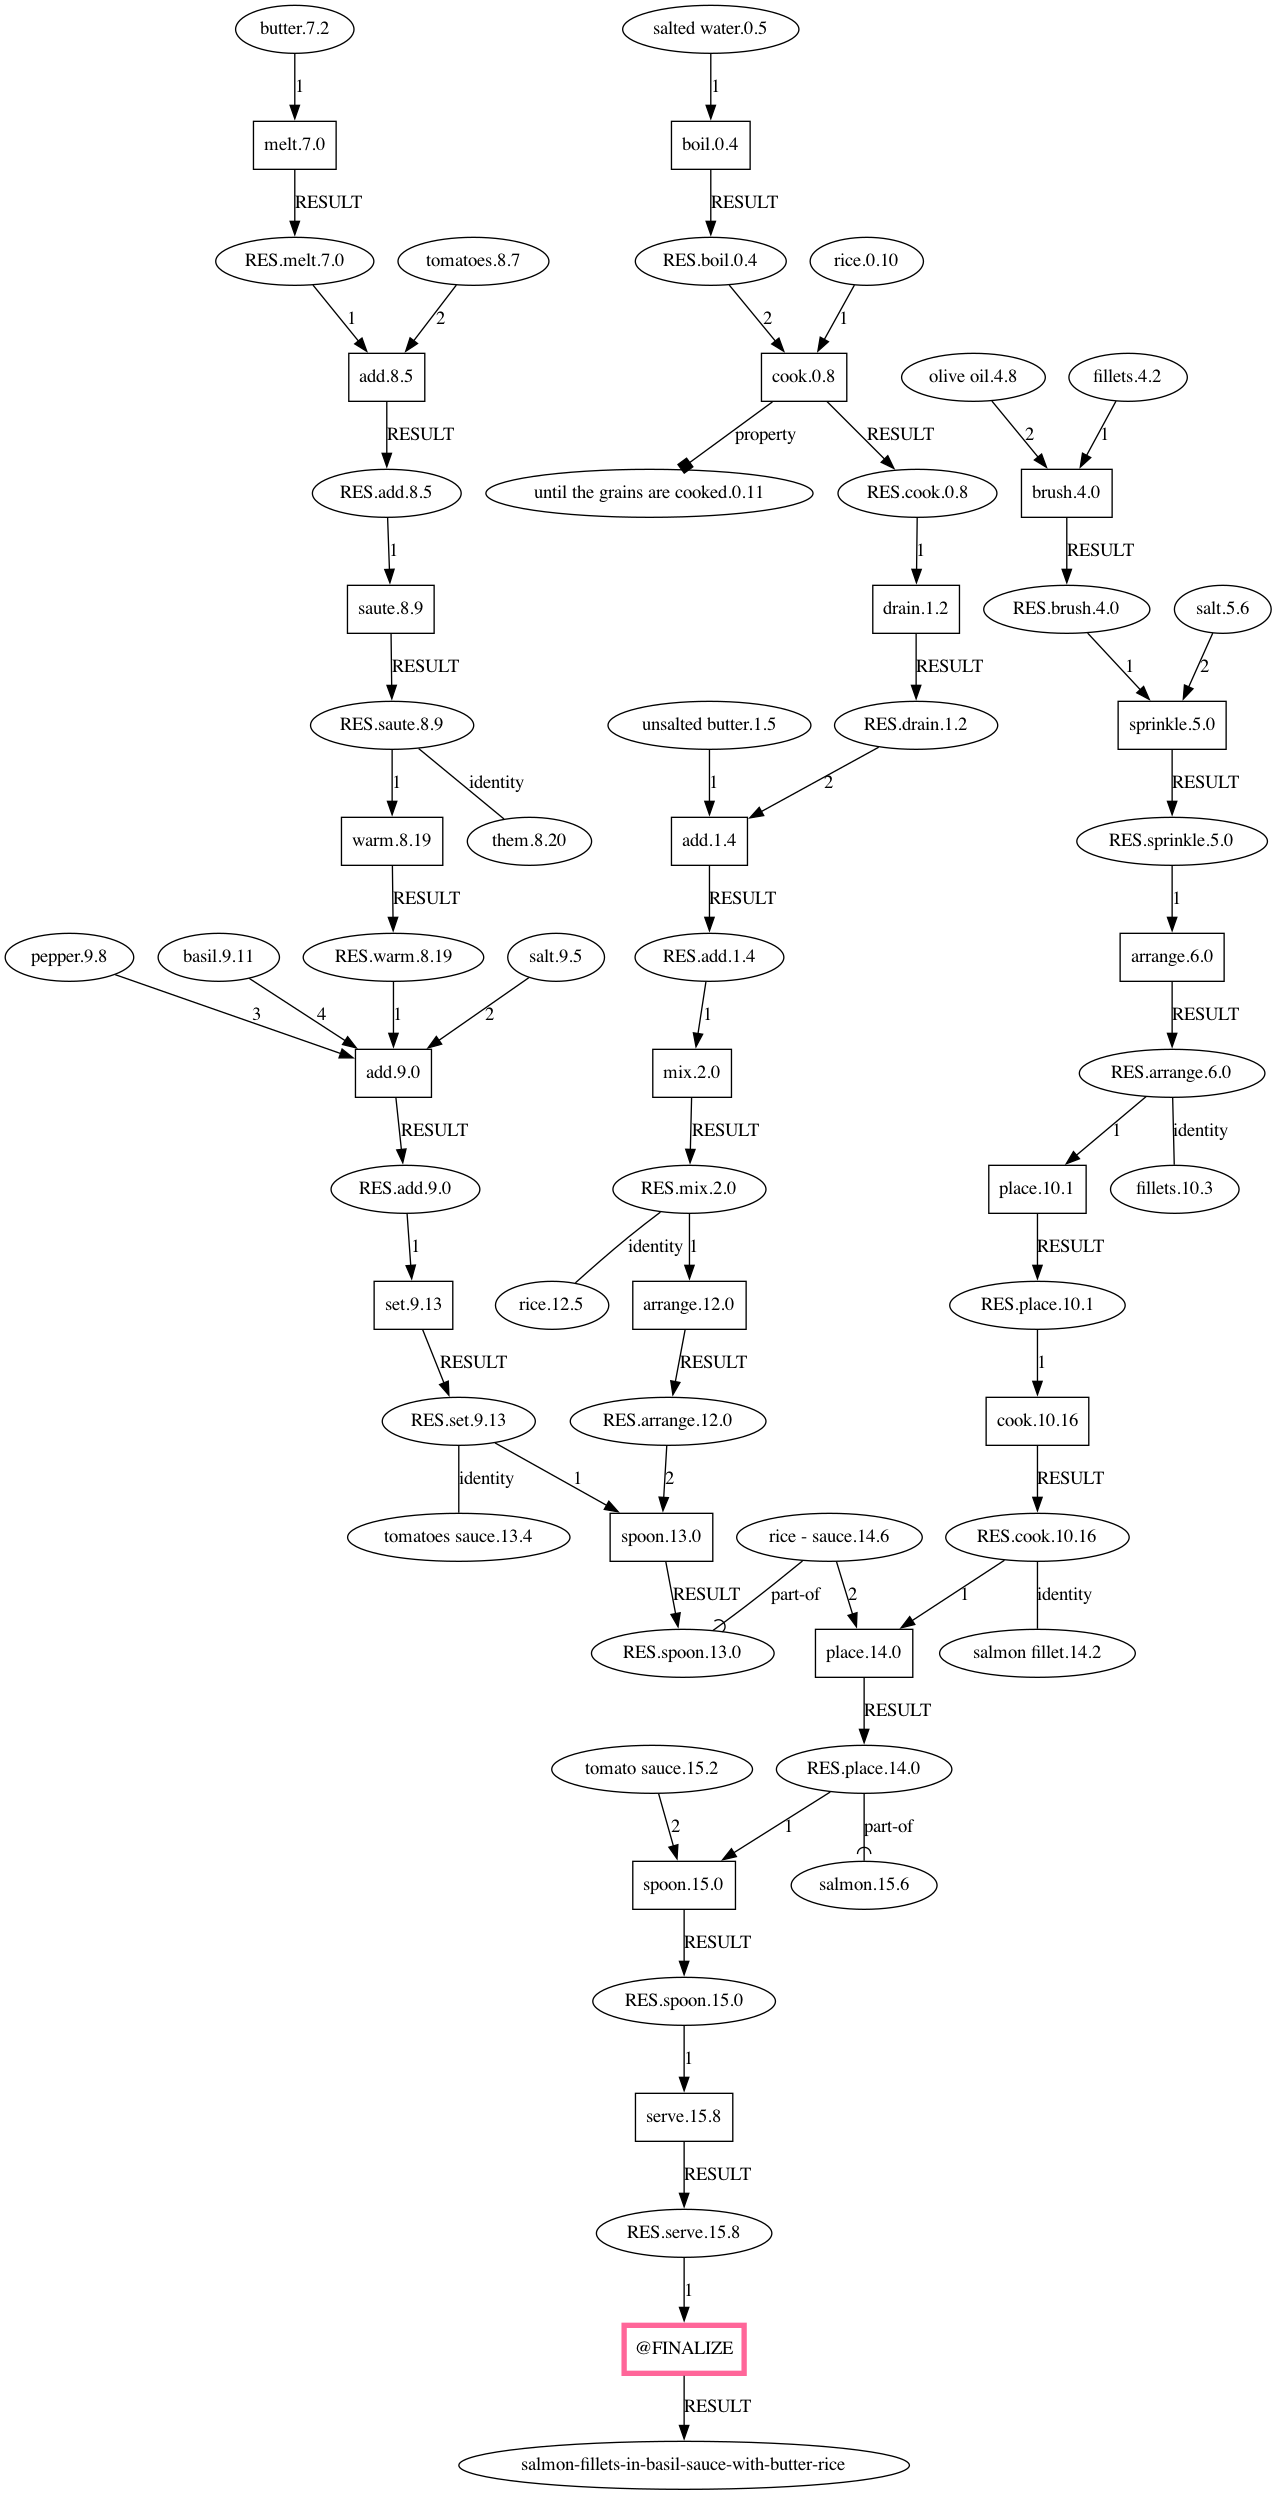 butter.7.2
salted water.0.5
1
1
melt.7.0
boil.0.4
RESULT
RESULT
RES.melt.7.0
tomatoes.8.7
RES.boil.0.4
rice.0.10
1
2
2
1
add.8.5
cook.0.8
olive oil.4.8
fillets.4.2
RESULT
property
RESULT
2
1
RES.add.8.5
until the grains are cooked.0.11
RES.cook.0.8
brush.4.0
1
1
RESULT
saute.8.9
drain.1.2
RES.brush.4.0
salt.5.6
RESULT
RESULT
1
2
RES.saute.8.9
unsalted butter.1.5
RES.drain.1.2
sprinkle.5.0
1
identity
1
2
RESULT
warm.8.19
them.8.20
add.1.4
RES.sprinkle.5.0
RESULT
RESULT
1
pepper.9.8
basil.9.11
RES.warm.8.19
salt.9.5
RES.add.1.4
arrange.6.0
3
4
1
2
1
RESULT
add.9.0
mix.2.0
RES.arrange.6.0
RESULT
RESULT
1
identity
RES.add.9.0
RES.mix.2.0
place.10.1
fillets.10.3
1
identity
1
RESULT
set.9.13
rice.12.5
arrange.12.0
RES.place.10.1
RESULT
RESULT
1
RES.set.9.13
RES.arrange.12.0
cook.10.16
identity
1
2
RESULT
tomatoes sauce.13.4
spoon.13.0
rice - sauce.14.6
RES.cook.10.16
RESULT
part-of
2
1
identity
RES.spoon.13.0
place.14.0
salmon fillet.14.2
RESULT
tomato sauce.15.2
RES.place.14.0
2
1
part-of
spoon.15.0
salmon.15.6
RESULT
RES.spoon.15.0
1
serve.15.8
RESULT
RES.serve.15.8
1
@FINALIZE
RESULT
salmon-fillets-in-basil-sauce-with-butter-rice